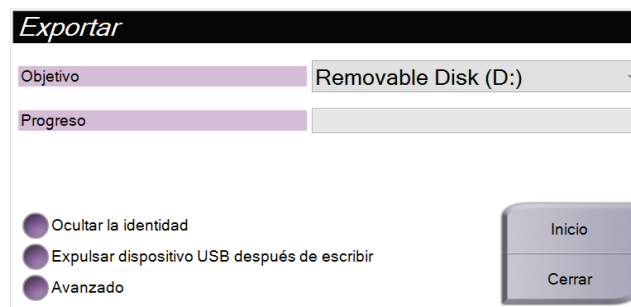 Exportar
Objetivo
Removable Disk (D:)
Progreso
Ocultar la identidad
Expulsar dispositivo USB después de escribir
Avanzado
Inicio
Cerrar